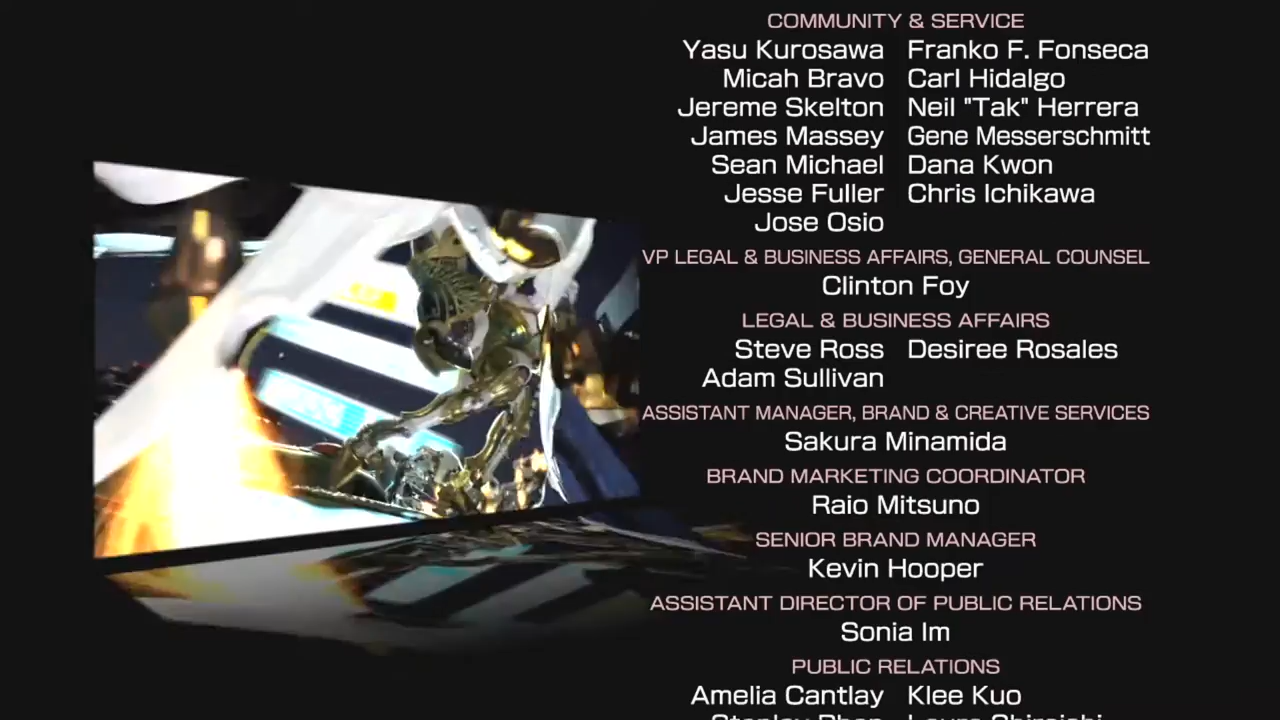 COMMUNITY & SERVICE
Yasu Kurosawa Franko F. Fonseca
Micah Bravo Carl Hidalgo
Jereme Skelton Neil "Tak" Herrera
James Massey Gene Messerschmitt
Sean Michael Dana Kwon
Jesse Fuller Chris Ichikawa
Jose Osio
VP LEGAL & BUSINESS AFFAIRS, GENERAL COUNSEL
Clinton Foy
LEGAL & BUSINESS AFFAIRS
Steve Ross Desiree Rosales
Adam Sullivan
ASSISTANT MANAGER, BRAND & CREATIVE SERVICES
Sakura Minamida
BRAND MARKETING COORDINATOR
Raio Mitsuno
SENIOR BRAND MANAGER
Kevin Hooper
ASSISTANT DIRECTOR OF PUBLIC RELATIONS
Sonia Im
PUBLIC RELATIONS
Amelia Cantlay Klee Kuo